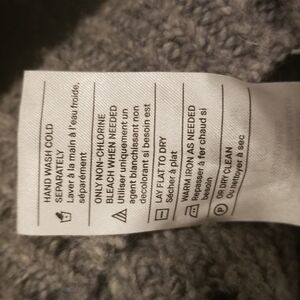 HAND WASH COLD
SEPARATELY
Laver à la main à l'eau froide,
séparément
ONLY NON-CHLORINE
BLEACH WHEN NEEDED
Utiliser uniquement un
agent blanchissant non
decolorant si besoin est
LAY FLAT TO DRY
Sécher à plat
WARM IRON AS NEEDED
Repasser à fer chaud si
besoin
OR DRY CLEAN
Ou nettoyer à sec
P